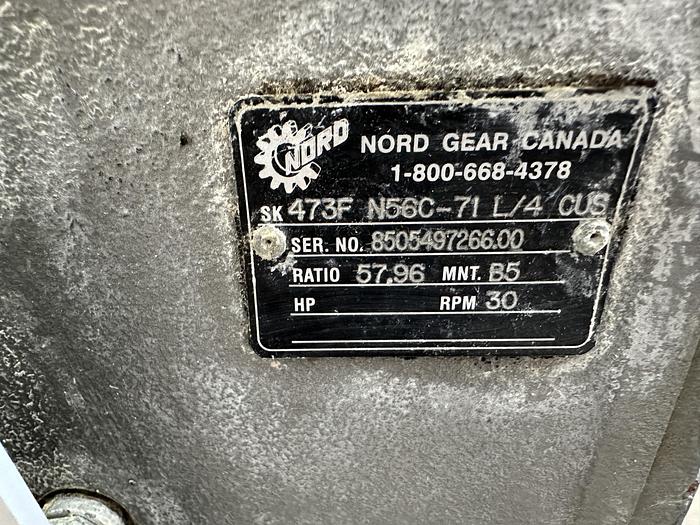 NORD
NORD GEAR CANADA
1-800-668-4378
SK 473F N56C-71 L/4 CUS
SER. NO. 8505497266.00
RATIO 57.96 MNT. B5
HP RPM 30